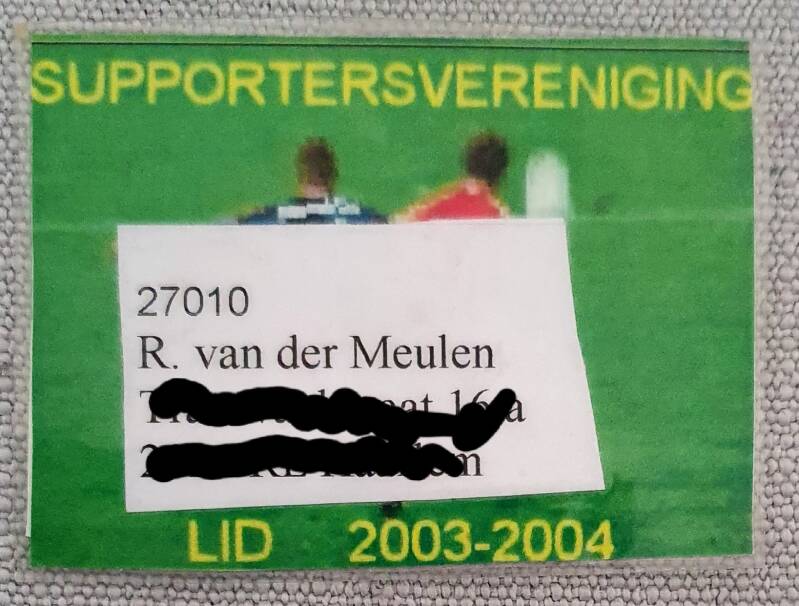 SUPPORTERSVERENIGING
27010
R. van der Meulen
LID 2003-2004